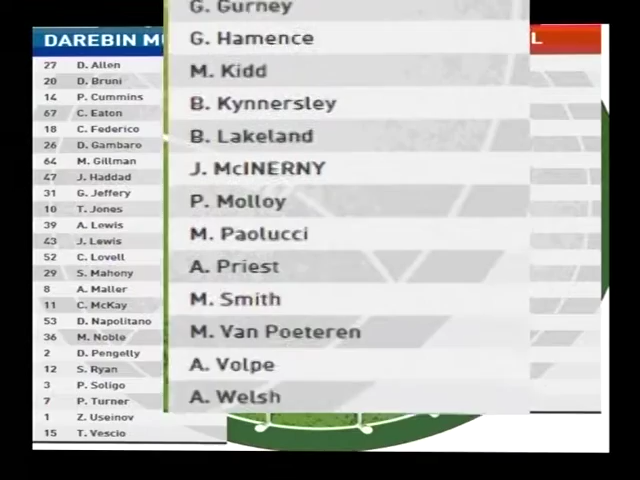 DAREBIN MU
27 D. Allen
20 D. Bruni
14 P. Cummins
67 C. Eaton
18 C. Federico
26 D. Gambaro
64 M. Gillman
47 J. Haddad
31 G. Jeffery
10 T. Jones
39 A. Lewis
43 J. Lewis
52 C. Lovell
29 S. Mahony
8 A. Maller
11 C. McKay
53 D. Napolitano
36 M. Noble
2 D. Pengelly
12 S. Ryan
3 P. Soligo
7 P. Turner
1 Z. Useinov
15 T. Vescio
G. Gurney
G. Hamence
M. Kidd
B. Kynnersley
B. Lakeland
J. McINERNY
P. Molloy
M. Paolucci
A. Priest
M. Smith
M. Van Poeteren
A. Volpe
A. Welsh
L